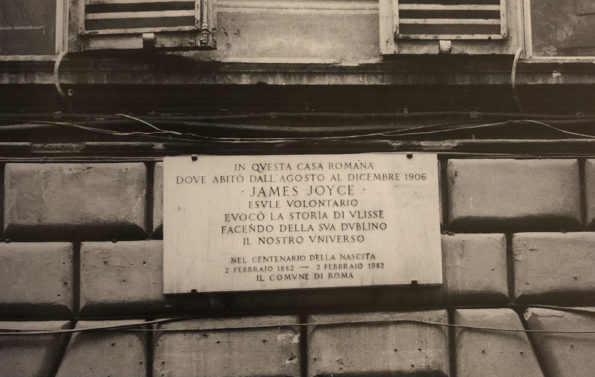 IN QVESTA CASA ROMANA
DOVE ABITÒ DALL'AGOSTO AL DICEMBRE 1906
· JAMES JOYCE ·
ESVLE VOLONTARIO
EVOCÒ LA STORIA DI VLISSE
FACENDO DELLA SVA DVBLINO
IL NOSTRO VNIVERSO
NEL CENTENARIO DELLA NASCITA
2 FEBBRAIO 1882 — 2 FEBBRAIO 1982
IL COMVNE DI ROMA